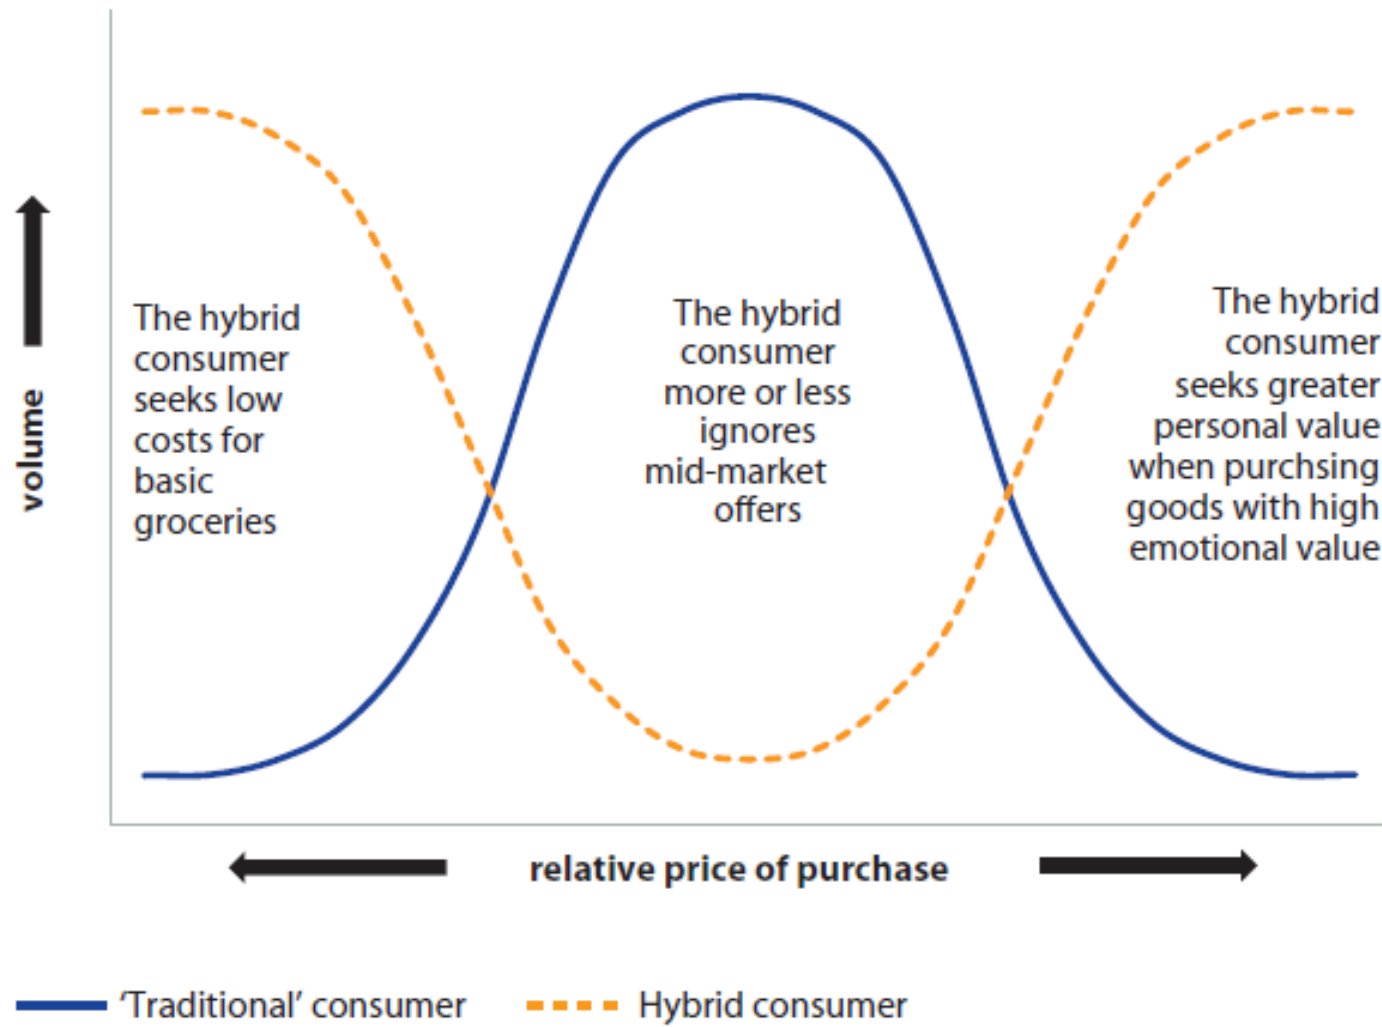 volume
The hybrid
consumer
seeks low
costs for
basic
groceries
The hybrid
consumer
more or less
ignores
mid-market
offers
The hybrid
consumer
seeks greater
personal value
when purchsing
goods with high
emotional value
relative price of purchase
‘Traditional’ consumer
Hybrid consumer